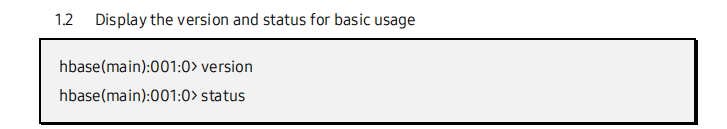 1.2 Display the version and status for basic usage
hbase(main):001:0> version
hbase(main):001:0> status